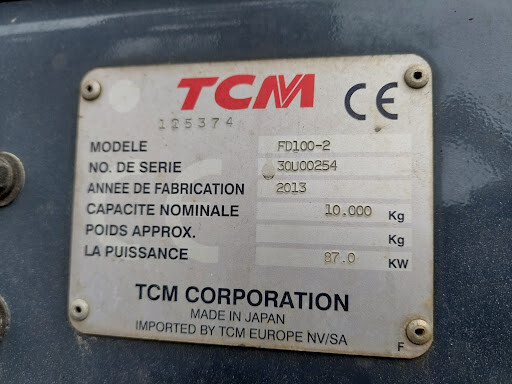 TCM
CE
125374
MODELE FD100-2
NO. DE SERIE 30U00254
ANNEE DE FABRICATION 2013
CAPACITE NOMINALE 10.000 Kg
POIDS APPROX. Kg
LA PUISSANCE 87.0 KW
TCM CORPORATION
MADE IN JAPAN
IMPORTED BY TCM EUROPE NV/SA
F